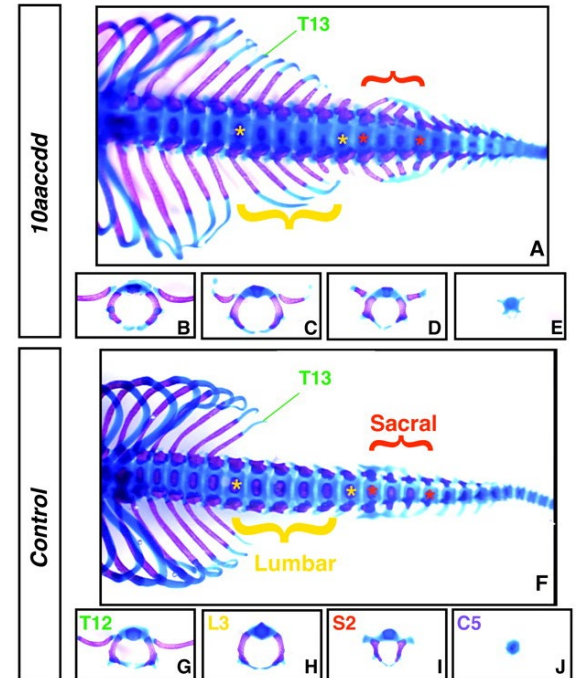 10aaccdd
T13
*
*
*
*
A
B
C
D
E
Control
T13
Sacral
*
*
*
*
Lumbar
F
T12
G
L3
H
S2
I
C5
J